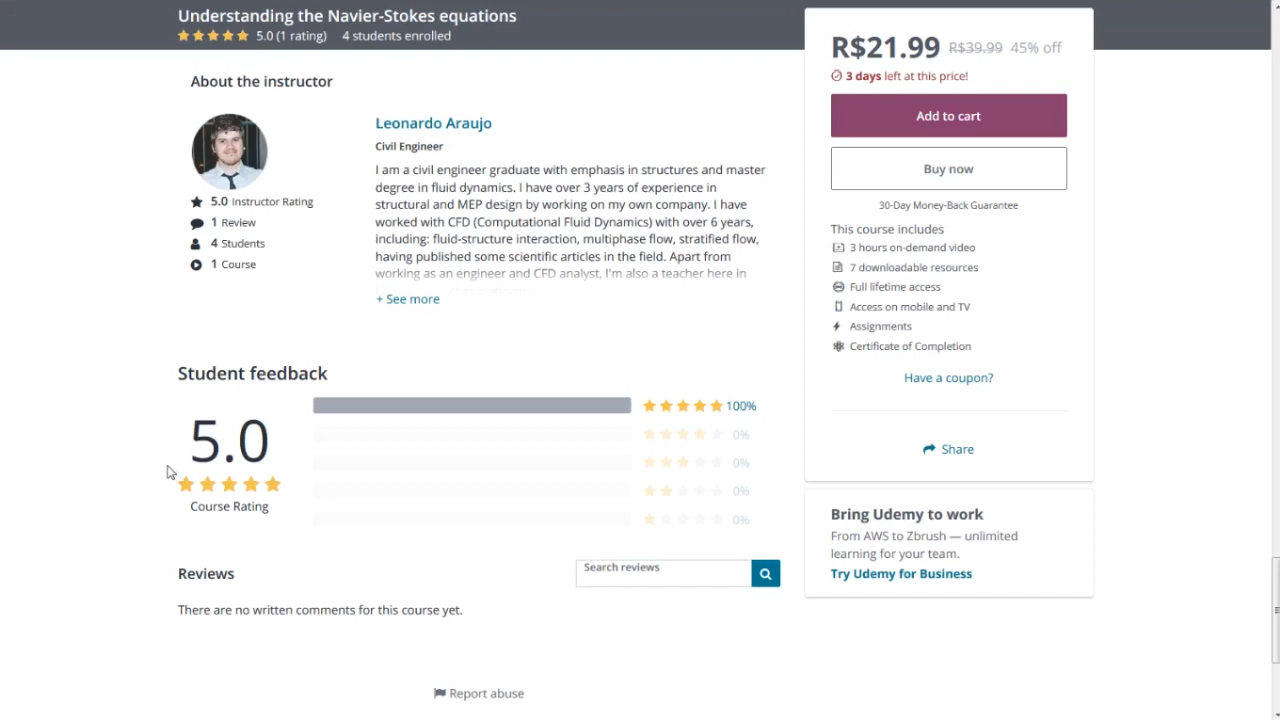 Understanding the Navier-Stokes equations
5.0 (1 rating) 4 students enrolled
About the instructor
Leonardo Araujo
Civil Engineer
I am a civil engineer graduate with emphasis in structures and master
degree in fluid dynamics. I have over 3 years of experience in
structural and MEP design by working on my own company. I have
worked with CFD (Computational Fluid Dynamics) with over 6 years,
including: fluid-structure interaction, multiphase flow, stratified flow,
having published some scientific articles in the field. Apart from
working as an engineer and CFD analyst, I'm also a teacher here in
+ See more
5.0 Instructor Rating
1 Review
4 Students
1 Course
Student feedback
5.0
Course Rating
100%
0%
0%
0%
0%
Reviews
Search reviews
There are no written comments for this course yet.
Report abuse
R$21.99 R$39.99 45% off
3 days left at this price!
Add to cart
Buy now
30-Day Money-Back Guarantee
This course includes
3 hours on-demand video
7 downloadable resources
Full lifetime access
Access on mobile and TV
Assignments
Certificate of Completion
Have a coupon?
Share
Bring Udemy to work
From AWS to Zbrush — unlimited
learning for your team.
Try Udemy for Business